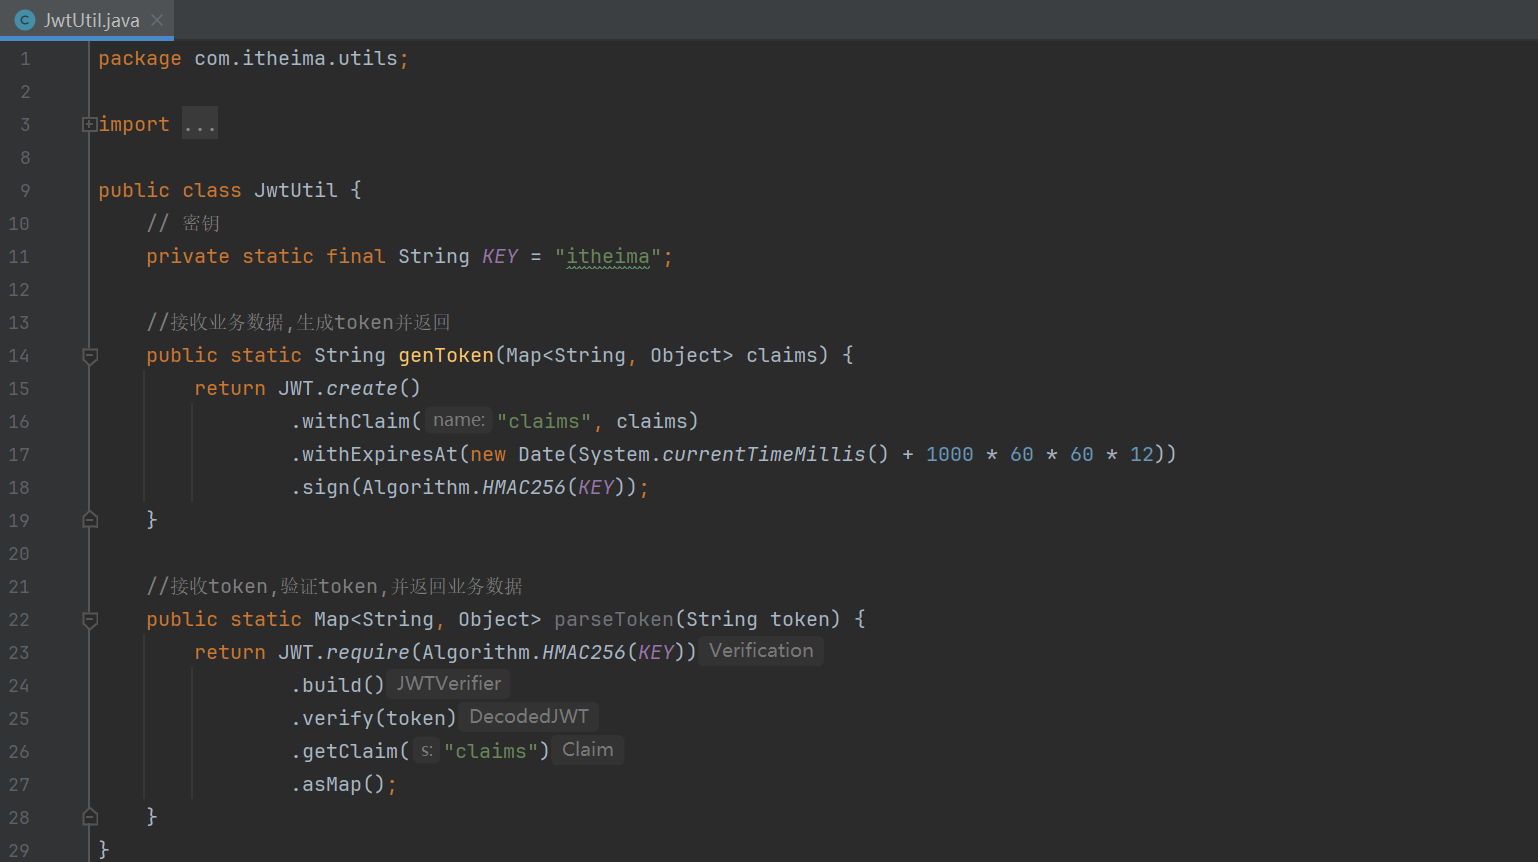 JwtUtil.java
1 package com.itheima.utils;
2
3 import ...
8
9 public class JwtUtil {
10 // 密钥
11 private static final String KEY = "itheima";
12
13 //接收业务数据,生成token并返回
14 public static String genToken(Map<String, Object> claims) {
15 return JWT.create()
16 .withClaim( name: "claims", claims)
17 .withExpiresAt(new Date(System.currentTimeMillis() + 1000 * 60 * 60 * 12))
18 .sign(Algorithm.HMAC256(KEY));
19 }
20
21 //接收token,验证token,并返回业务数据
22 public static Map<String, Object> parseToken(String token) {
23 return JWT.require(Algorithm.HMAC256(KEY)) Verification
24 .build() JWTVerifier
25 .verify(token) DecodedJWT
26 .getClaim( s: "claims") Claim
27 .asMap();
28 }
29 }